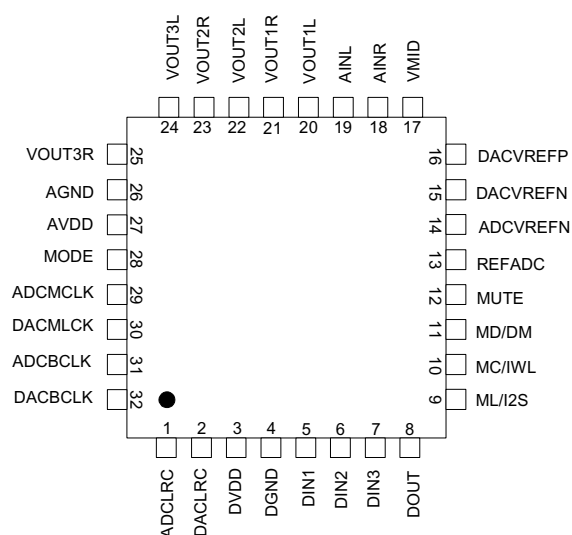 VOUT3L
VOUT2R
VOUT2L
VOUT1R
VOUT1L
AINL
AINR
VMID
24
23
22
21
20
19
18
17
VOUT3R
25
AGND
26
AVDD
27
MODE
28
ADCMCLK
29
DACMLCK
30
ADCBCLK
31
DACBCLK
32
16
DACVREFP
15
DACVREFN
14
ADCVREFN
13
REFADC
12
MUTE
11
MD/DM
10
MC/IWL
9
ML/I2S
1
2
3
4
5
6
7
8
ADCLRC
DACLRC
DVDD
DGND
DIN1
DIN2
DIN3
DOUT